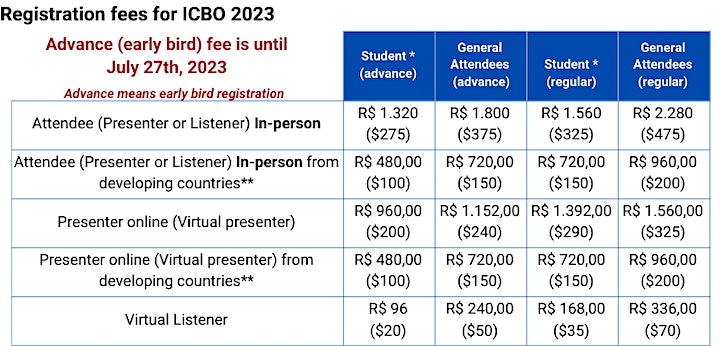 Registration fees for ICBO 2023
Advance (early bird) fee is until
July 27th, 2023
Advance means early bird registration
Student *
(advance)
General
Attendees
(advance)
Student *
(regular)
General
Attendees
(regular)
Attendee (Presenter or Listener) In-person
R$ 1.320
($275)
R$ 1.800
($375)
R$ 1.560
($325)
R$ 2.280
($475)
Attendee (Presenter or Listener) In-person from
developing countries**
R$ 480,00
($100)
R$ 720,00
($150)
R$ 720,00
($150)
R$ 960,00
($200)
Presenter online (Virtual presenter)
R$ 960,00
($200)
R$ 1.152,00
($240)
R$ 1.392,00
($290)
R$ 1.560,00
($325)
Presenter online (Virtual presenter) from
developing countries**
R$ 480,00
($100)
R$ 720,00
($150)
R$ 720,00
($150)
R$ 960,00
($200)
Virtual Listener
R$ 96
($20)
R$ 240,00
($50)
R$ 168,00
($35)
R$ 336,00
($70)